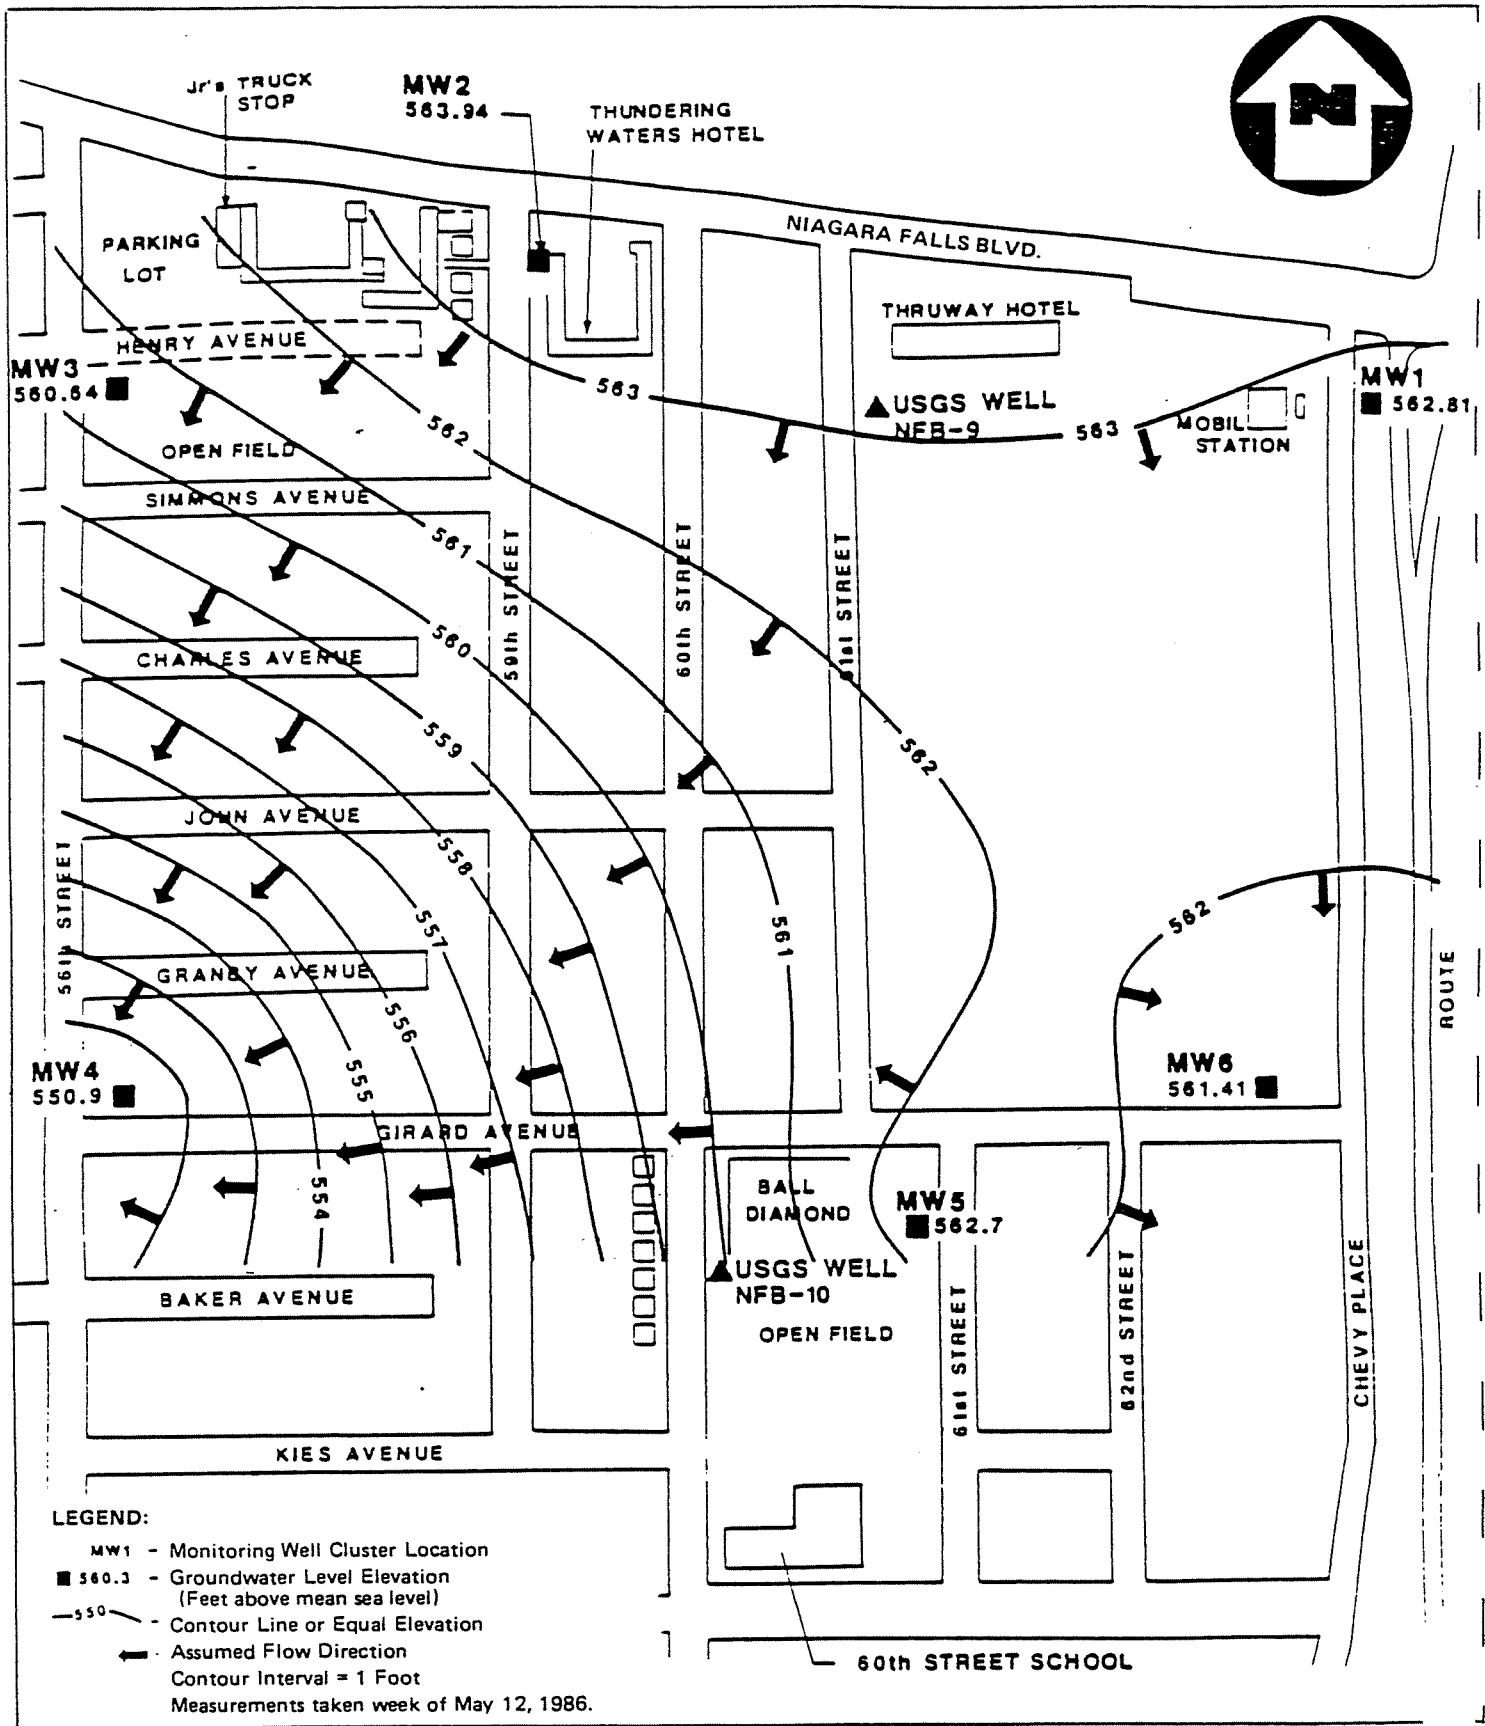 N
Jr's TRUCK
STOP
MW2
563.94
THUNDERING
WATERS HOTEL
NIAGARA FALLS BLVD.
PARKING
LOT
THRUWAY HOTEL
HENRY AVENUE
MW3
560.64
563
USGS WELL
NFB-9
563
MOBIL
STATION
MW1
562.81
562
OPEN FIELD
SIMMONS AVENUE
561
59th STREET
60th STREET
61st STREET
560
CHARLES AVENUE
559
562
JOHN AVENUE
558
56th STREET
557
561
562
GRANBY AVENUE
556
ROUTE
555
MW4
550.9
MW6
561.41
GIRARD AVENUE
554
BALL
DIAMOND
MW5
562.7
USGS WELL
NFB-10
BAKER AVENUE
OPEN FIELD
61st STREET
62nd STREET
CHEVY PLACE
KIES AVENUE
LEGEND:
MW1 - Monitoring Well Cluster Location
560.3 - Groundwater Level Elevation
(Feet above mean sea level)
550 - Contour Line or Equal Elevation
- Assumed Flow Direction
Contour Interval = 1 Foot
Measurements taken week of May 12, 1986.
60th STREET SCHOOL